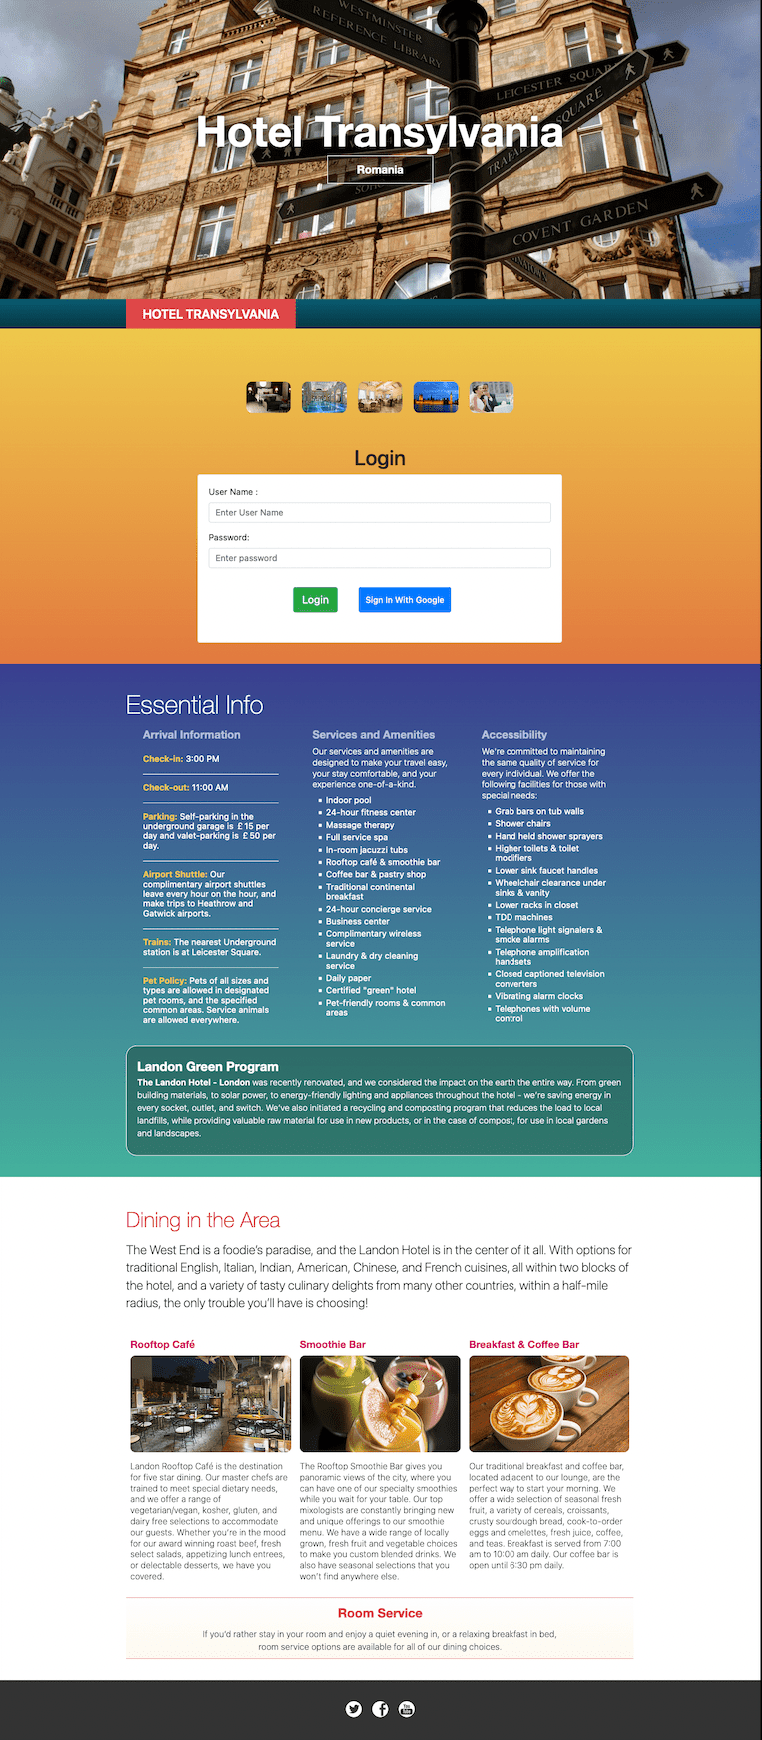 WESTMINSTER
REFERENCE LIBRARY
LEICESTER SQUARE
SQUARE
Hotel Transylvania
Romania
COVENT GARDEN
HOTEL TRANSYLVANIA
Login
User Name :
Enter User Name
Password:
Enter password
Login
Sign In With Google
Essential Info
Arrival Information
Check-in: 3:00 PM
Check-out: 11:00 AM
Parking: Self-parking in the
underground garage is £15 per
day and valet-parking is £50 per
day.
Airport Shuttle: Our
complimentary airport shuttles
leave every hour on the hour, and
make trips to Heathrow and
Gatwick airports.
Trains: The nearest Underground
station is at Leicester Square.
Pet Policy: Pets of all sizes and
types are allowed in designated
pet rooms, and the specified
common areas. Service animals
are allowed everywhere.
Services and Amenities
Our services and amenities are
designed to make your travel easy,
your stay comfortable, and your
experience one-of-a-kind.
Indoor pool
24-hour fitness center
Massage therapy
Full service spa
In-room jacuzzi tubs
Rooftop café & smoothie bar
Coffee bar & pastry shop
Traditional continental
breakfast
24-hour concierge service
Business center
Complimentary wireless
service
Laundry & dry cleaning
service
Daily paper
Certified "green" hotel
Pet-friendly rooms & common
areas
Accessibility
We're committed to maintaining
the same quality of service for
every individual. We offer the
following facilities for those with
special needs:
Grab bars on tub walls
Shower chairs
Hand held shower sprayers
Higher toilets & toilet
modifiers
Lower sink faucet handles
Wheelchair clearance under
sinks & vanity
Lower racks in closet
TDD machines
Telephone light signalers &
smoke alarms
Telephone amplification
handsets
Closed captioned television
converters
Vibrating alarm clocks
Telephones with volume
control
Landon Green Program
The Landon Hotel - London was recently renovated, and we considered the impact on the earth the entire way. From green
building materials, to solar power, to energy-friendly lighting and appliances throughout the hotel - we're saving energy in
every socket, outlet, and switch. We've also initiated a recycling and composting program that reduces the load to local
landfills, while providing valuable raw material for use in new products, or in the case of compost, for use in local gardens
and landscapes.
Dining in the Area
The West End is a foodie's paradise, and the Landon Hotel is in the center of it all. With options for
traditional English, Italian, Indian, American, Chinese, and French cuisines, all within two blocks of
the hotel, and a variety of tasty culinary delights from many other countries, within a half-mile
radius, the only trouble you'll have is choosing!
Rooftop Café
Landon Rooftop Café is the destination
for five star dining. Our master chefs are
trained to meet special dietary needs,
and we offer a range of
vegetarian/vegan, kosher, gluten, and
dairy free selections to accommodate
our guests. Whether you're in the mood
for our award winning roast beef, fresh
select salads, appetizing lunch entrees,
or delectable desserts, we have you
covered.
Smoothie Bar
The Rooftop Smoothie Bar gives you
panoramic views of the city, where you
can have one of our specialty smoothies
while you wait for your table. Our top
mixologists are constantly bringing new
and unique offerings to our smoothie
menu. We have a wide range of locally
grown, fresh fruit and vegetable choices
to make you custom blended drinks. We
also have seasonal selections that you
won't find anywhere else.
Breakfast & Coffee Bar
Our traditional breakfast and coffee bar,
located adjacent to our lounge, are the
perfect way to start your morning. We
offer a wide selection of seasonal fresh
fruit, a variety of cereals, croissants,
crusty sourdough bread, cook-to-order
eggs and omelettes, fresh juice, coffee,
and teas. Breakfast is served from 7:00
am to 10:00 am daily. Our coffee bar is
open until 5:30 pm daily.
Room Service
If you'd rather stay in your room and enjoy a quiet evening in, or a relaxing breakfast in bed,
room service options are available for all of our dining choices.